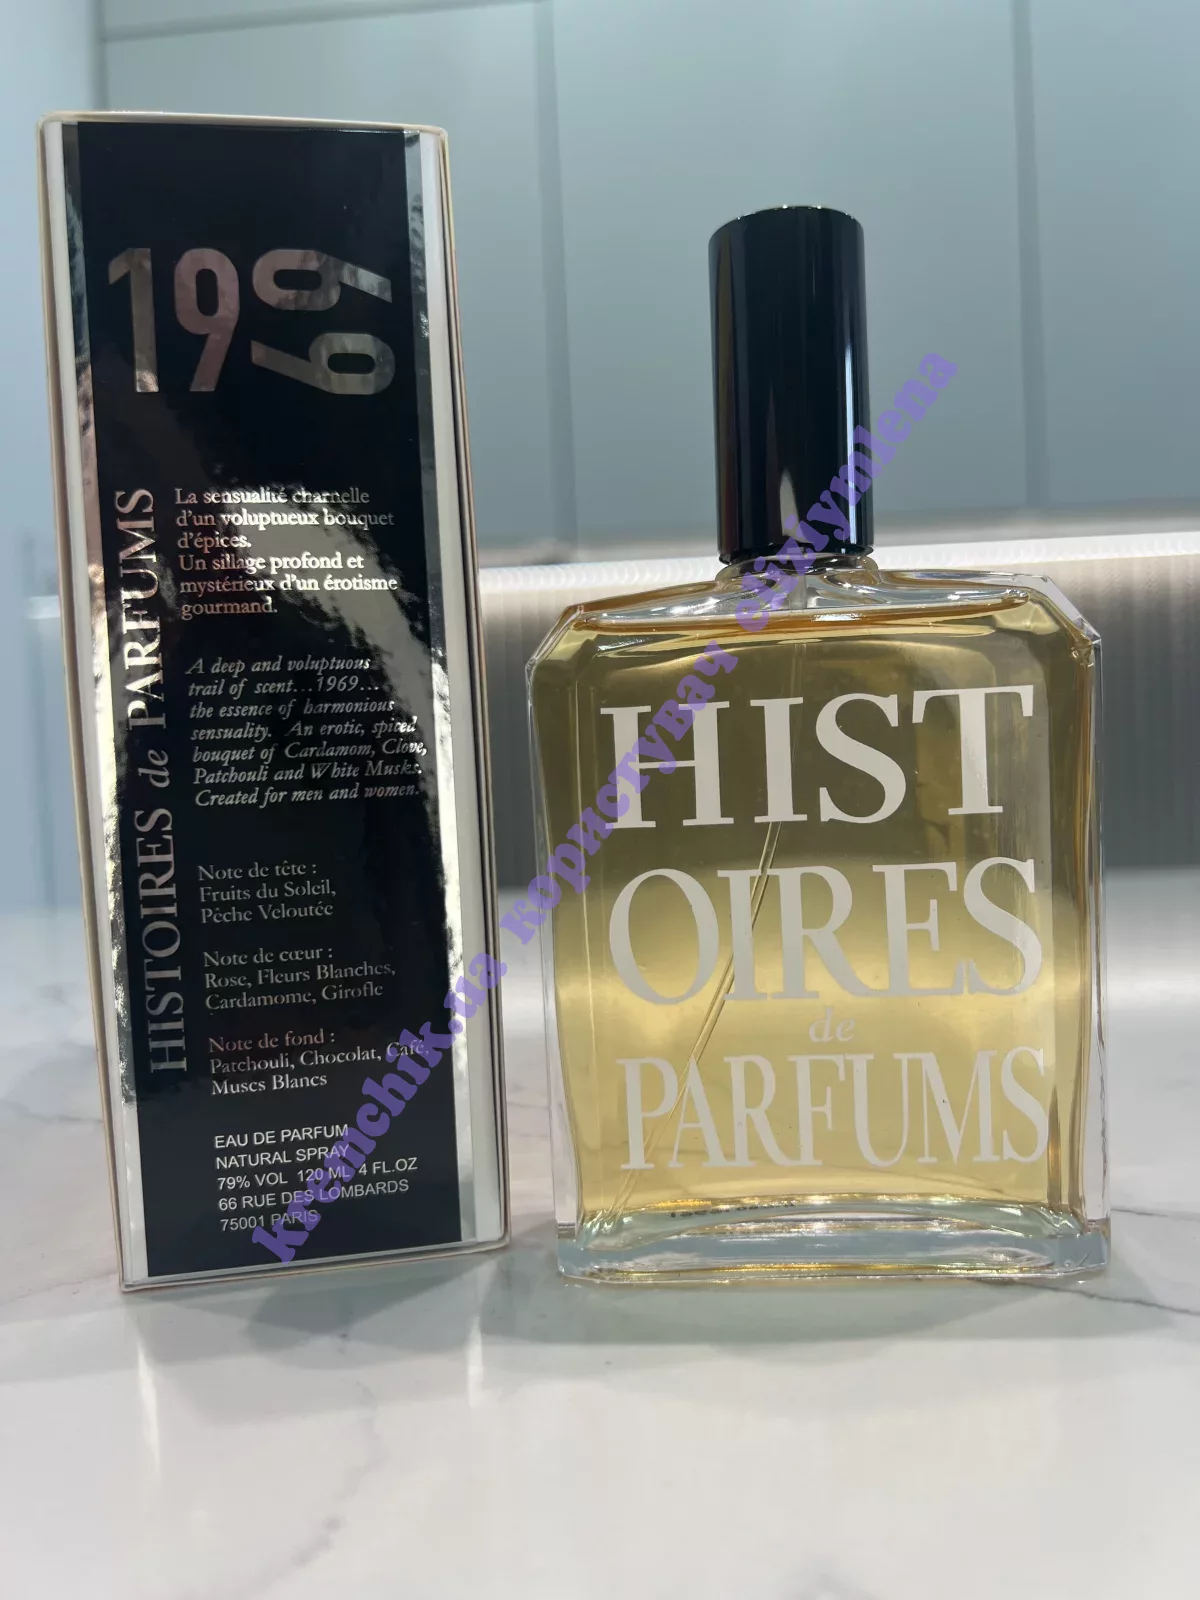 1969
HISTOIRES de PARFUMS
La sensualité charnelle
d'un voluptueux bouquet
d'épices.
Un sillage profond et
mystérieux d'un érotisme
gourmand.
A deep and voluptuous
trail of scent...1969...
the essence of harmonious
sensuality. An erotic, spiced
bouquet of Cardamom, Clove,
Patchouli and White Musks.
Created for men and women.
Note de tête :
Fruits du Soleil,
Pêche Veloutée
Note de cœur :
Rose, Fleurs Blanches,
Cardamome, Girofle
Note de fond :
Patchouli, Chocolat, Café,
Muscs Blancs
EAU DE PARFUM
NATURAL SPRAY
79% VOL 120 ML 4 FL.OZ
66 RUE DES LOMBARDS
75001 PARIS
HIST
OIRES
de
PARFUMS
kremchik.ua користувач elixiymlena